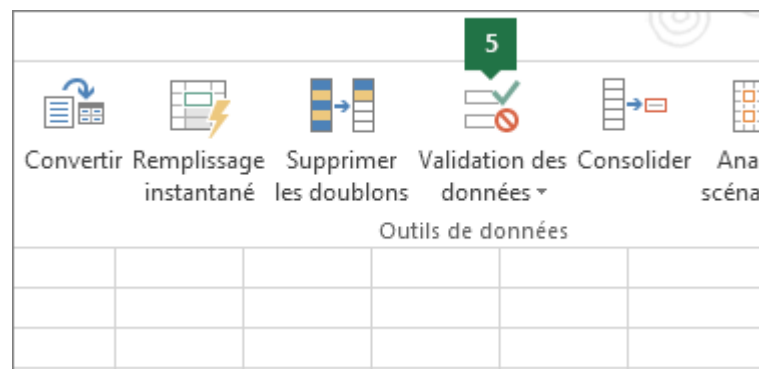 5
Convertir Remplissage instantané
Supprimer les doublons
Validation des données
Consolider
Outils de données